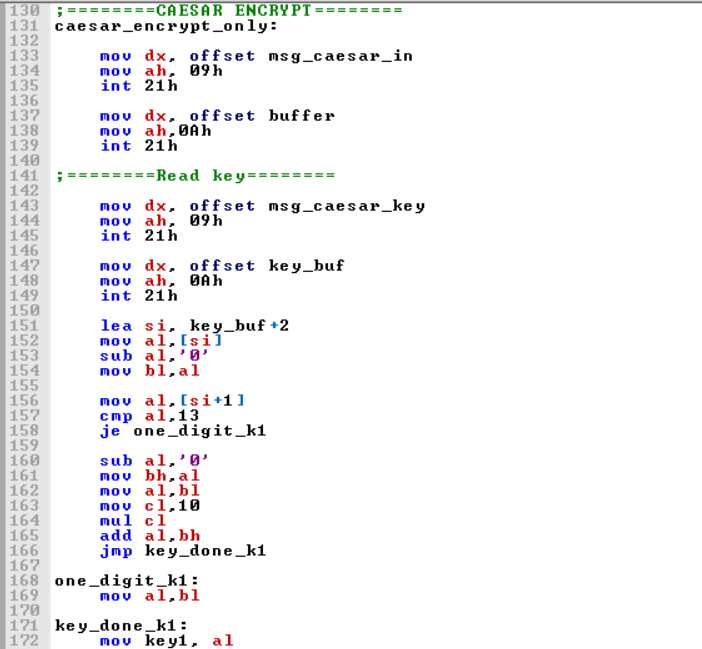 130 ;========CAESAR ENCRYPT========
131 caesar_encrypt_only:
132
133 mov dx, offset msg_caesar_in
134 mov ah, 09h
135 int 21h
136
137 mov dx, offset buffer
138 mov ah,0Ah
139 int 21h
140
141 ;========Read key========
142
143 mov dx, offset msg_caesar_key
144 mov ah, 09h
145 int 21h
146
147 mov dx, offset key_buf
148 mov ah, 0Ah
149 int 21h
150
151 lea si, key_buf+2
152 mov al,[si]
153 sub al,'0'
154 mov bl,al
155
156 mov al,[si+1]
157 cmp al,13
158 je one_digit_k1
159
160 sub al,'0'
161 mov bh,al
162 mov al,bl
163 mov cl,10
164 mul cl
165 add al,bh
166 jmp key_done_k1
167
168 one_digit_k1:
169 mov al,bl
170
171 key_done_k1:
172 mov key1, al